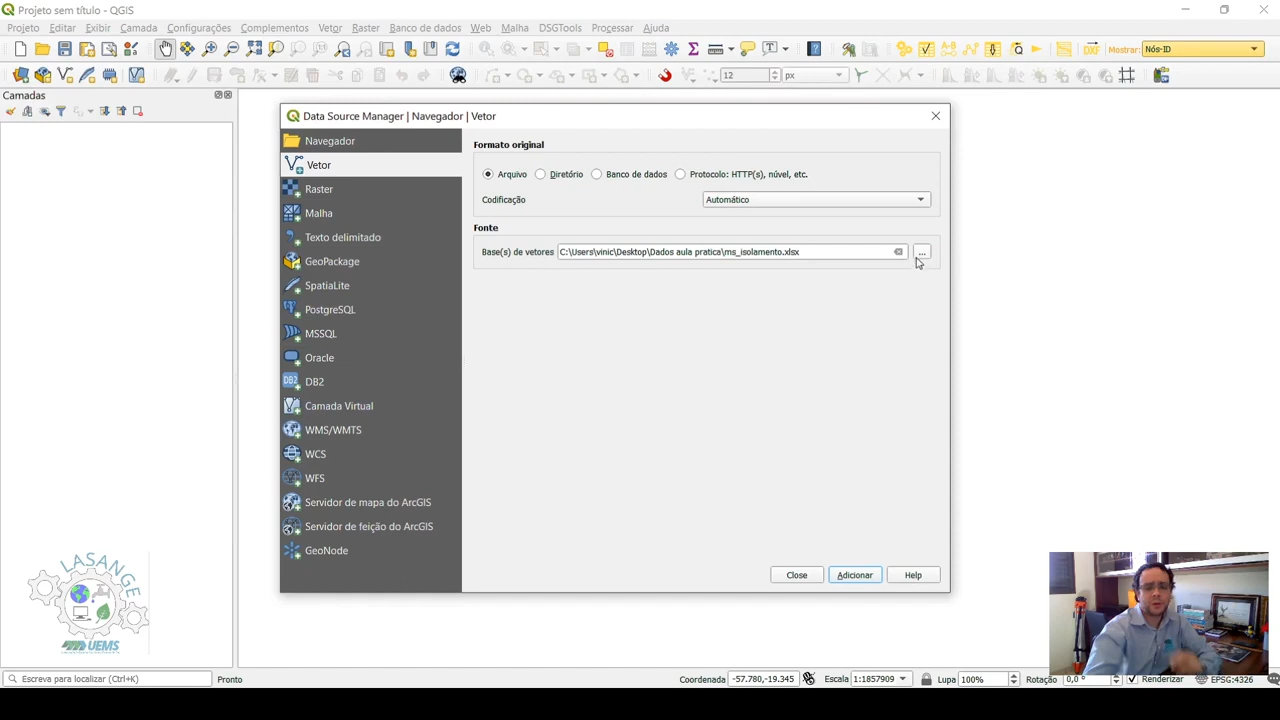 Projeto sem título - QGIS
Projeto Editar Exibir Camada Configurações Complementos Vetor Raster Banco de dados Web Malha DSGTools Processar Ajuda
Mostrar: Nós-ID
12 px
Camadas
Data Source Manager | Navegador | Vetor
Navegador
Vetor
Raster
Malha
Texto delimitado
GeoPackage
SpatiaLite
PostgreSQL
MSSQL
Oracle
DB2
DB2
Camada Virtual
WMS/WMTS
WCS
WFS
Servidor de mapa do ArcGIS
Servidor de feição do ArcGIS
GeoNode
Formato original
Arquivo Diretório Banco de dados Protocolo: HTTP(s), núvel, etc.
Codificação Automático
Fonte
Base(s) de vetores C:\Users\vinic\Desktop\Dados aula pratica\ms_isolamento.xlsx ...
Close Adicionar Help
LASANGE
UEMS
Escreva para localizar (Ctrl+K) Pronto Coordenada -57.780,-19.345 Escala 1:1857909 Lupa 100% Rotação 0,0 ° Renderizar EPSG:4326